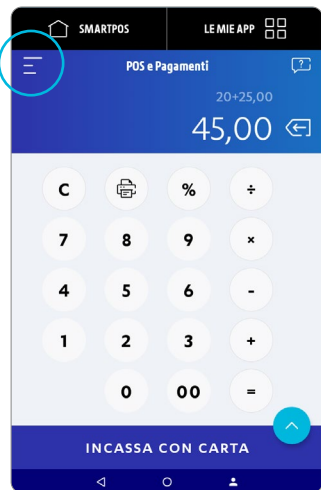 SMARTPOS LE MIE APP
POS e Pagamenti ?
20+25,00
45,00
C % ÷
7 8 9 ×
4 5 6 -
1 2 3 +
0 00 =
INCASSA CON CARTA